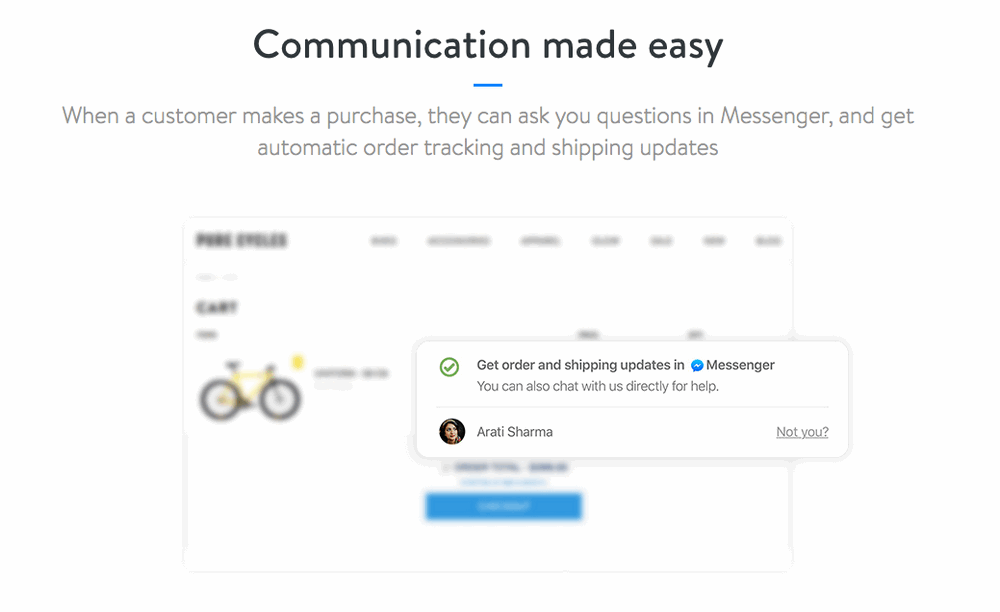 Communication made easy
When a customer makes a purchase, they can ask you questions in Messenger, and get
automatic order tracking and shipping updates
PURE CYCLES
CART
Get order and shipping updates in Messenger
You can also chat with us directly for help.
Arati Sharma Not you?
CHECKOUT